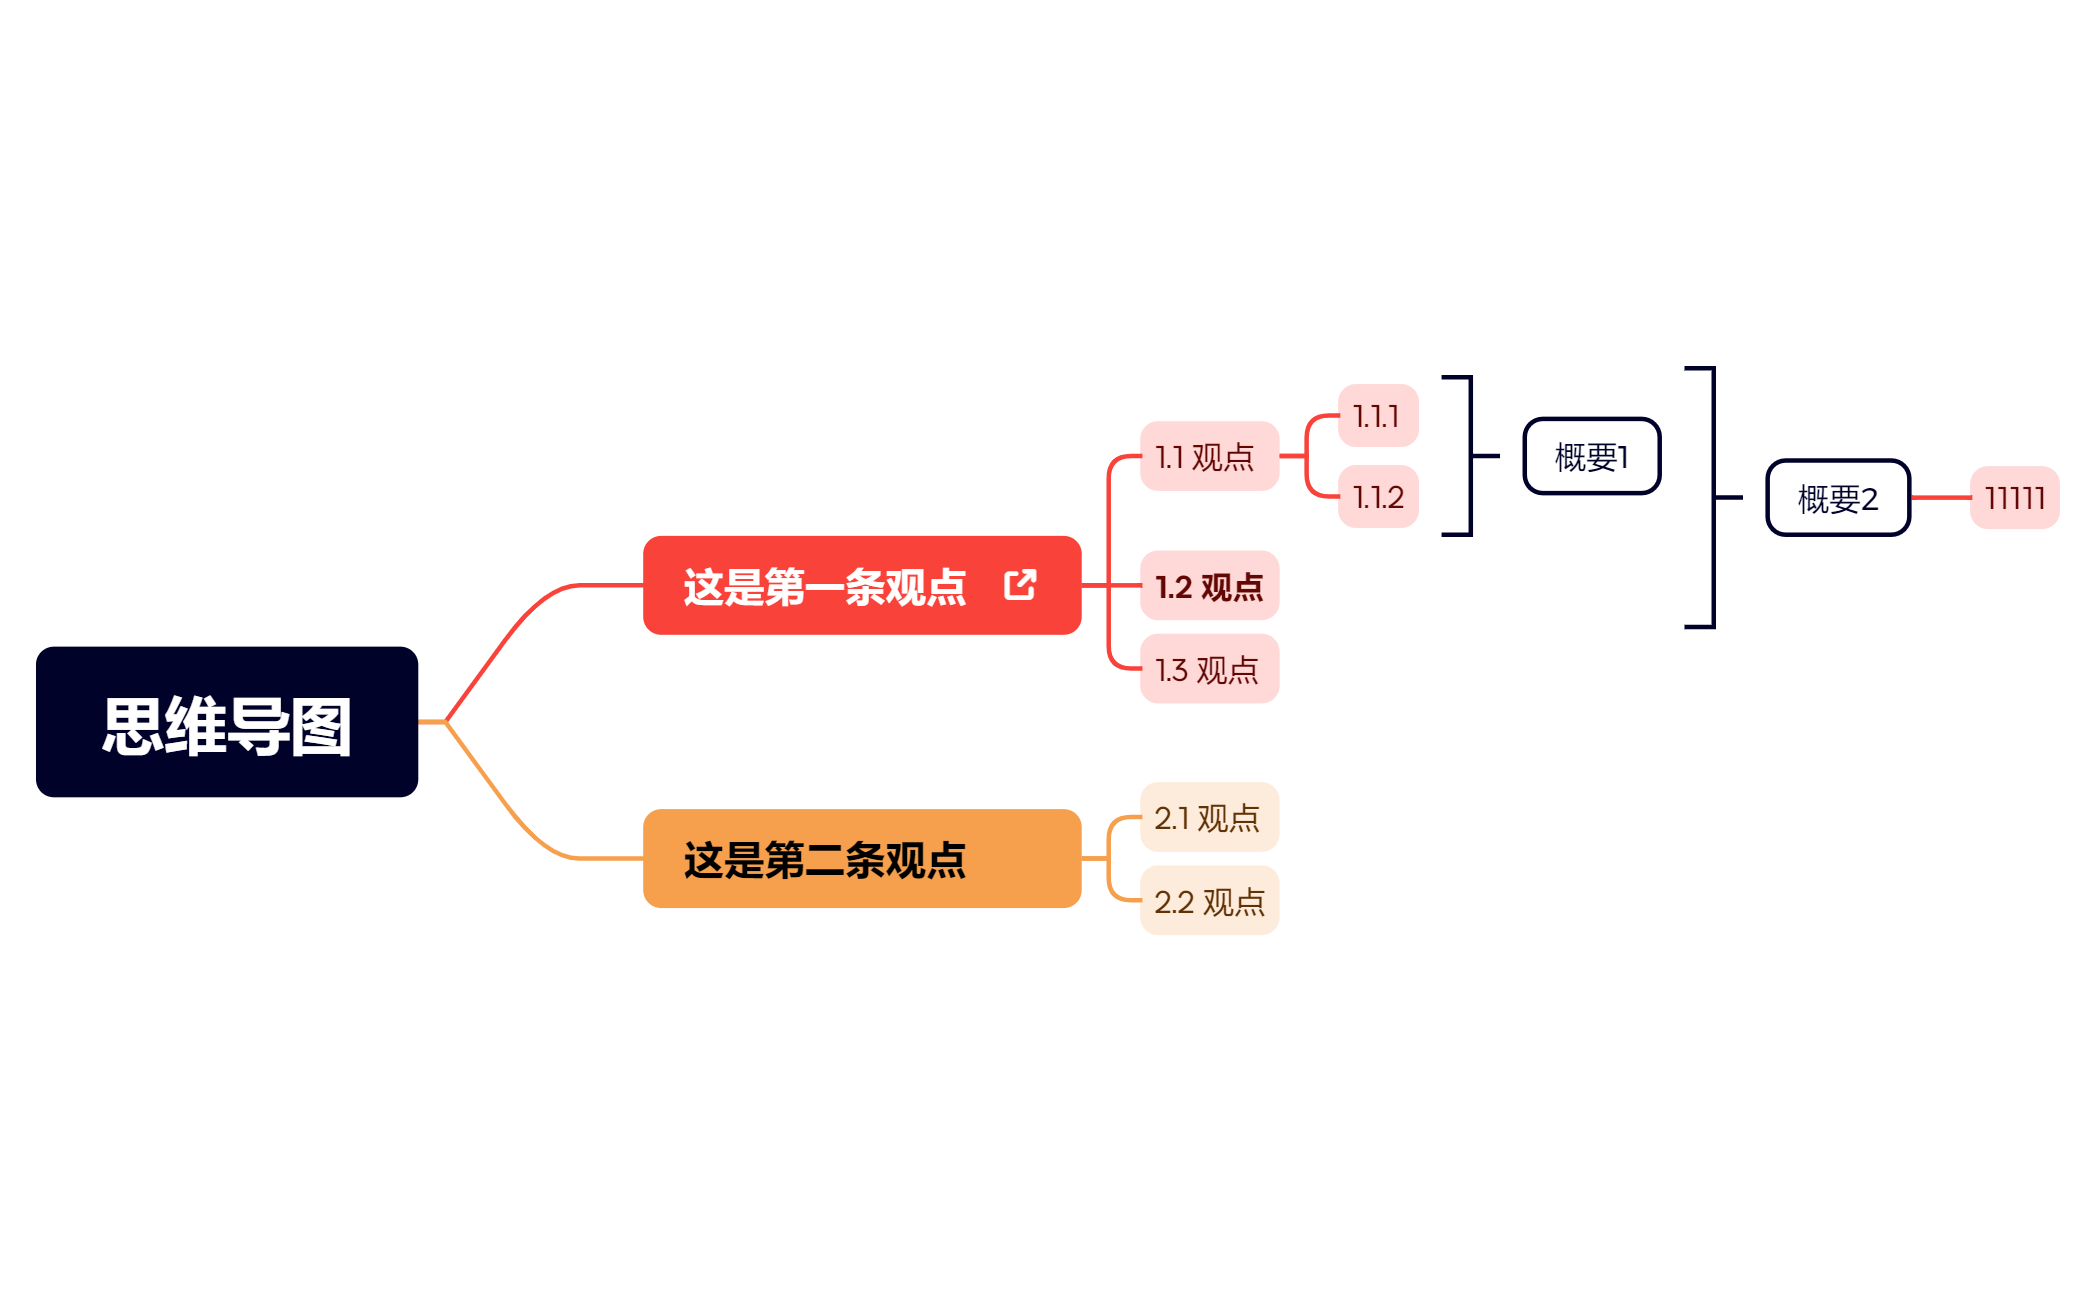 思维导图
这是第一条观点
1.1 观点
1.1.1
1.1.2
概要1
1.2 观点
1.3 观点
概要2
11111
这是第二条观点
2.1 观点
2.2 观点